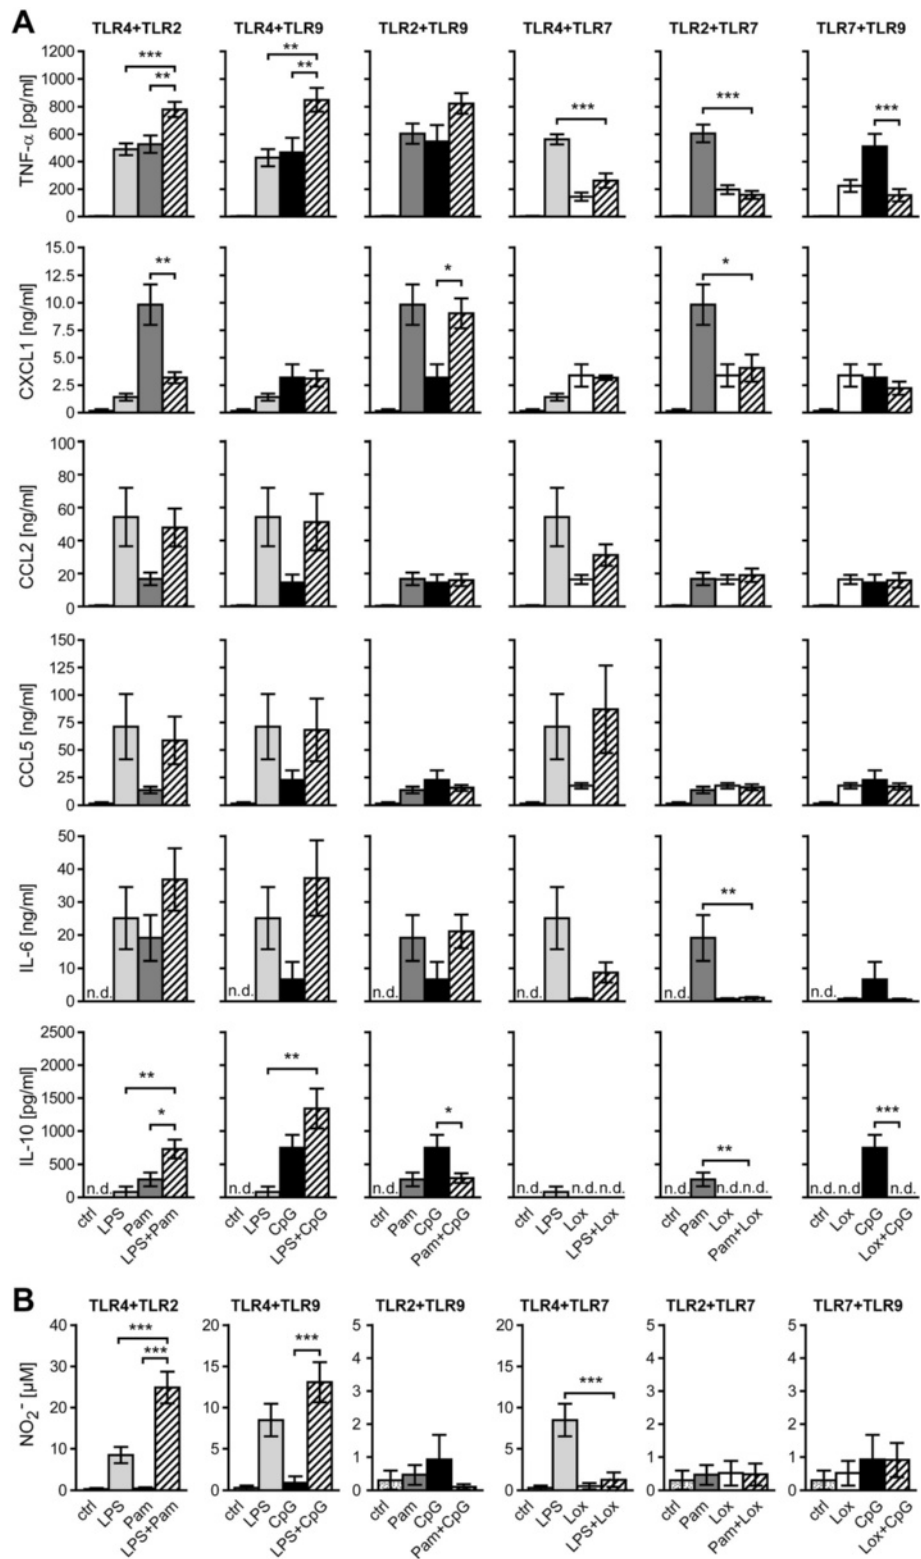 A
TLR4+TLR2 TLR4+TLR9 TLR2+TLR9 TLR4+TLR7 TLR2+TLR7 TLR7+TLR9
TNF-α [pg/ml]
1200
1000
800
600
400
200
0
*** ** ** ** *** *** ***
CXCL1 [ng/ml]
15.0
12.5
10.0
7.5
5.0
2.5
0
** * *
CCL2 [ng/ml]
100
80
60
40
20
0
CCL5 [ng/ml]
150
125
100
75
50
25
0
IL-6 [ng/ml]
50
40
30
20
10
0
**
n.d. n.d. n.d. n.d. n.d. n.d.
IL-10 [pg/ml]
2500
2000
1500
1000
500
0
** * ** * ** ***
n.d. n.d. n.d. n.d. n.d. n.d. n.d. n.d. n.d. n.d. n.d. n.d.
ctrl LPS Pam LPS+Pam ctrl LPS CpG LPS+CpG ctrl Pam CpG Pam+CpG ctrl LPS Lox LPS+Lox ctrl Pam Lox Pam+Lox ctrl Lox CpG Lox+CpG
B
TLR4+TLR2 TLR4+TLR9 TLR2+TLR9 TLR4+TLR7 TLR2+TLR7 TLR7+TLR9
NO₂⁻ [µM]
40 20 5 20 5 5
4 4 4
30 15 15
3 3 3
20 10 10
2 2 2
10 5 5
1 1 1
0 0 0 0 0 0
*** *** *** ***
ctrl LPS Pam LPS+Pam ctrl LPS CpG LPS+CpG ctrl Pam CpG Pam+CpG ctrl LPS Lox LPS+Lox ctrl Pam Lox Pam+Lox ctrl Lox CpG Lox+CpG